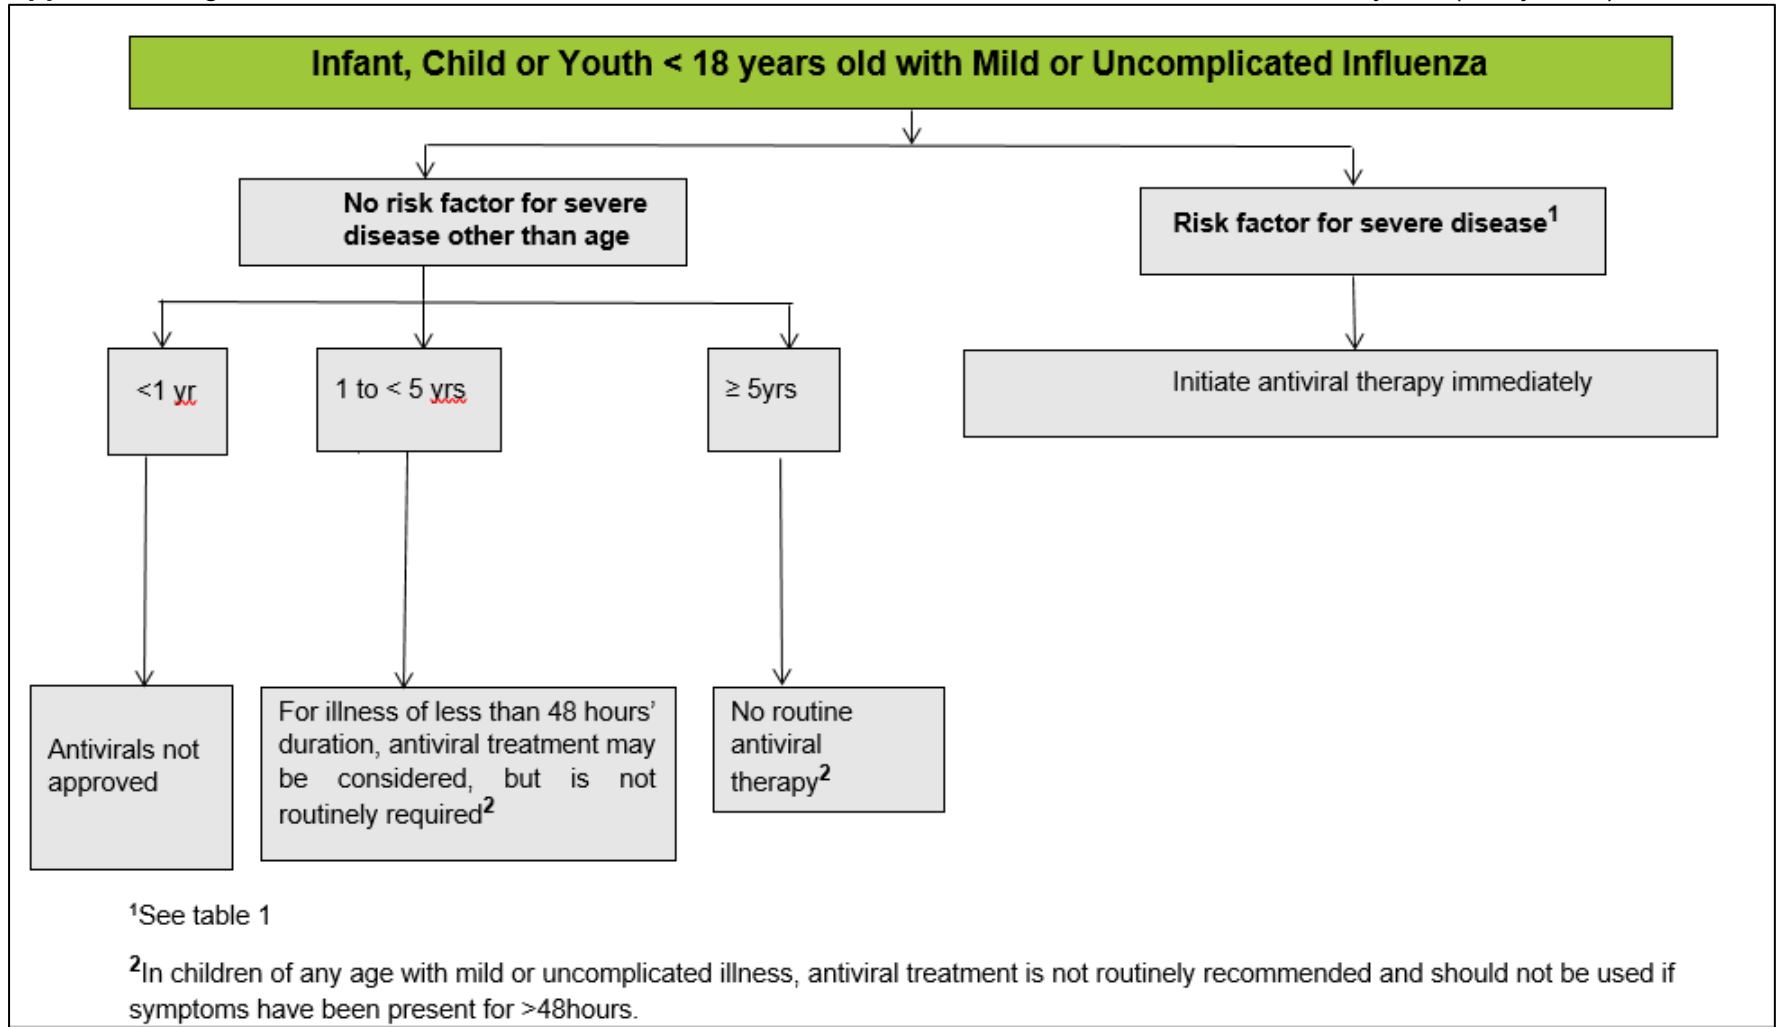 Infant, Child or Youth < 18 years old with Mild or Uncomplicated Influenza
No risk factor for severe
disease other than age
Risk factor for severe disease1
<1 yr
1 to < 5 yrs
≥ 5yrs
Initiate antiviral therapy immediately
Antivirals not
approved
For illness of less than 48 hours’
duration, antiviral treatment may
be considered, but is not
routinely required2
No routine
antiviral
therapy2
1See table 1
2In children of any age with mild or uncomplicated illness, antiviral treatment is not routinely recommended and should not be used if
symptoms have been present for >48hours.